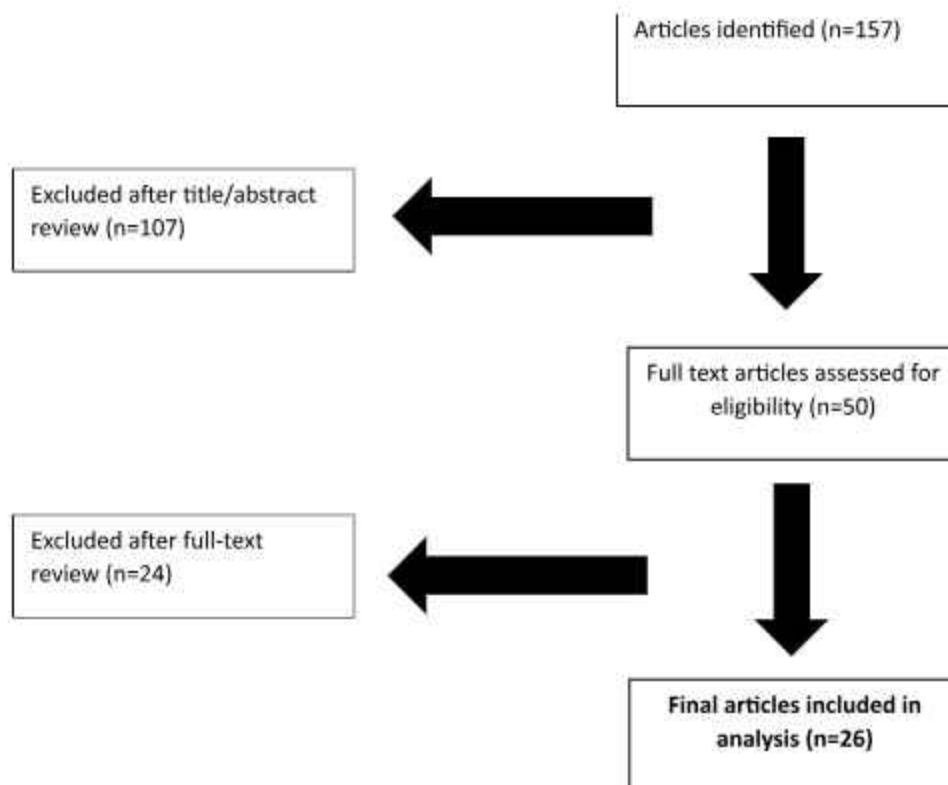 Articles identified (n=157)
Excluded after title/abstract
review (n=107)
Full text articles assessed for
eligibility (n=50)
Excluded after full-text
review (n=24)
Final articles included in
analysis (n=26)